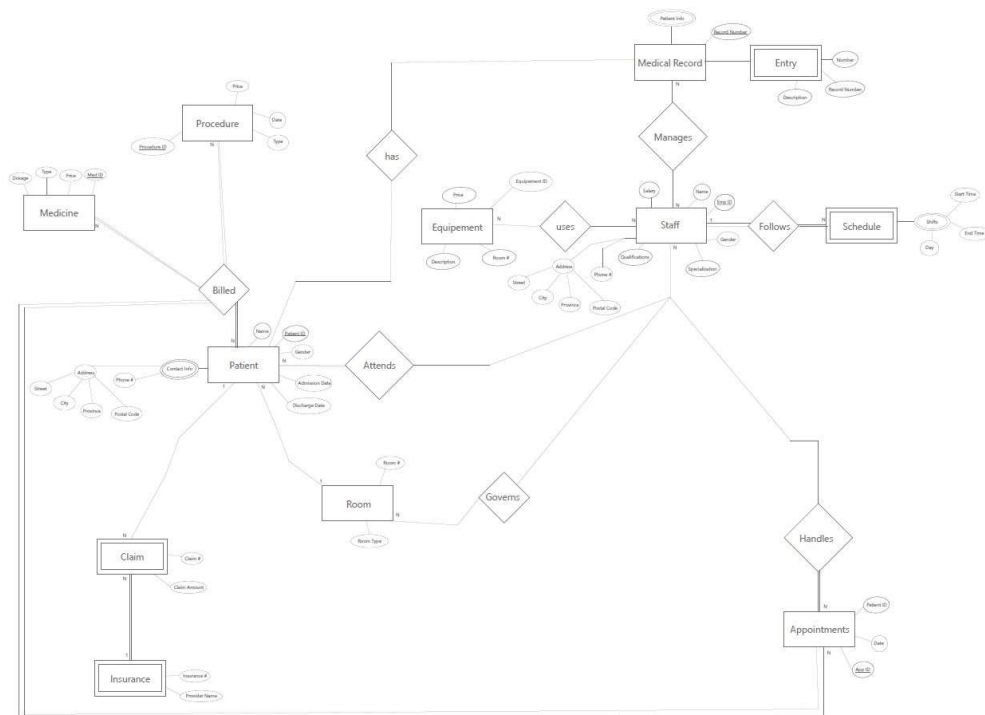 Patient Info
Record Number
Medical Record
Entry
Number
Record Number
Description
N
Manages
N
has
Price
Procedure
Date
Type
Procedure ID
N
Dosage
Type
Price
Med ID
Medicine
N
Billed
N
Price
Equipement ID
Equipement
N
Description
Room #
uses
N
Salary
Name
Emp ID
Staff
1
Gender
Qualifications
Specialization
N
Phone #
Address
Street
City
Province
Postal Code
Follows
N
Schedule
Shifts
Start Time
End Time
Day
Name
Patient ID
Patient
Gender
Admission Date
Discharge Date
N
N
1
Contact Info
Phone #
Address
Street
City
Province
Postal Code
Attends
Room #
1
Room
N
Room Type
Governs
N
Claim
Claim #
Claim Amount
N
1
Insurance
Insurance #
Provider Name
Handles
N
Appointments
Patient ID
Date
App ID
N